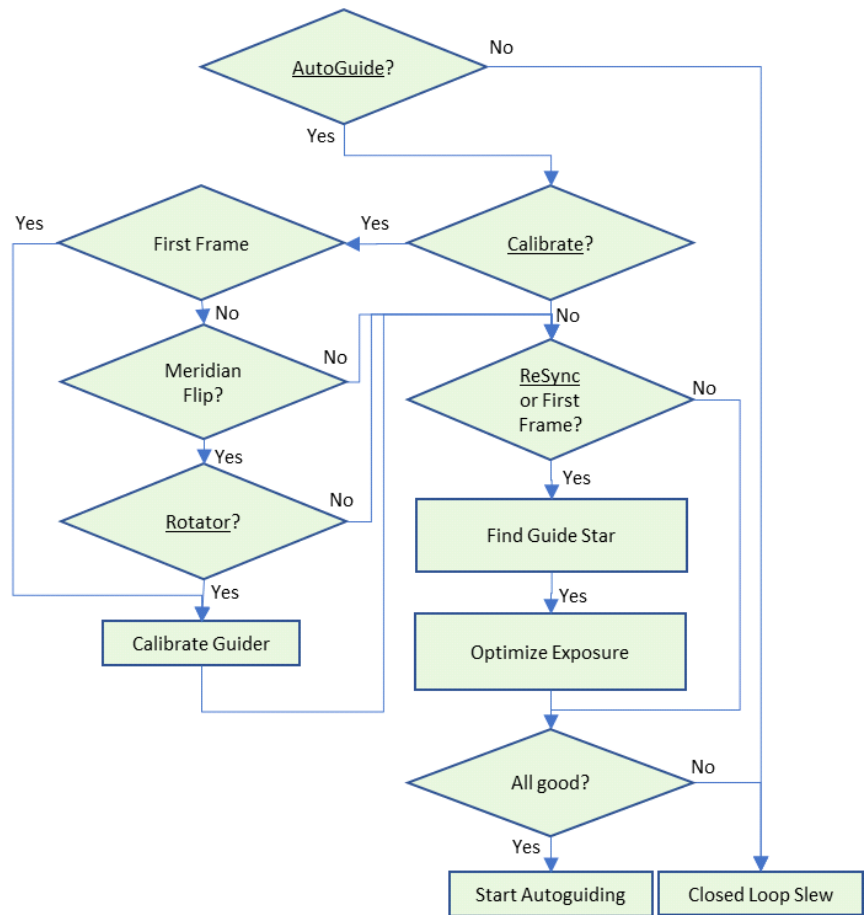 No
AutoGuide?
Yes
Yes
Yes
First Frame
Calibrate?
No
No
Meridian
Flip?
No
ReSync
or First
Frame?
No
Yes
Rotator?
No
Yes
Find Guide Star
Yes
Yes
Calibrate Guider
Optimize Exposure
All good?
No
Yes
Start Autoguiding
Closed Loop Slew